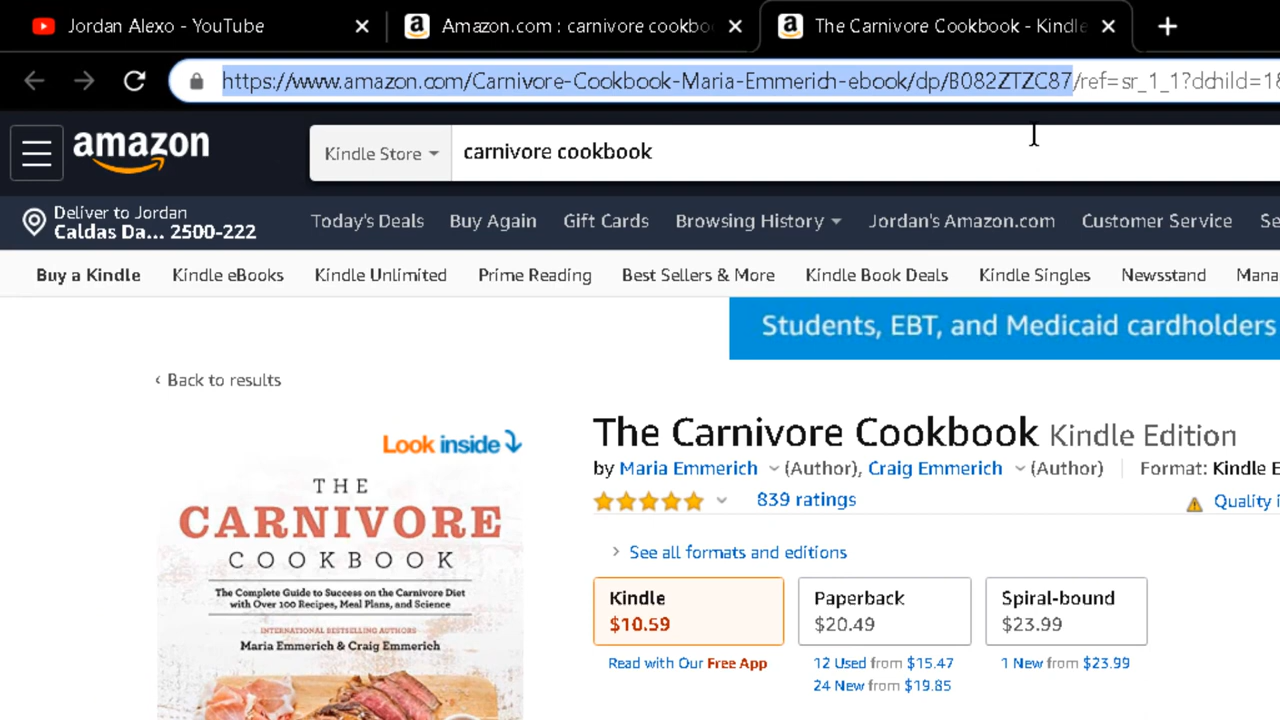 Jordan Alexo - YouTube
Amazon.com : carnivore cookbo
The Carnivore Cookbook - Kindle
https://www.amazon.com/Carnivore-Cookbook-Maria-Emmerich-ebook/dp/B082ZTZC87/ref=sr_1_1?dchild=1&
amazon
Kindle Store
carnivore cookbook
Deliver to Jordan
Caldas Da... 2500-222
Today's Deals
Buy Again
Gift Cards
Browsing History
Jordan's Amazon.com
Customer Service
Se
Buy a Kindle
Kindle eBooks
Kindle Unlimited
Prime Reading
Best Sellers & More
Kindle Book Deals
Kindle Singles
Newsstand
Mana
Students, EBT, and Medicaid cardholders
‹ Back to results
Look inside
THE
CARNIVORE
COOKBOOK
The Complete Guide to Success on the Carnivore Diet
with Over 100 Recipes, Meal Plans, and Science
INTERNATIONAL BESTSELLING AUTHORS
Maria Emmerich & Craig Emmerich
The Carnivore Cookbook Kindle Edition
by Maria Emmerich (Author), Craig Emmerich (Author) Format: Kindle E
839 ratings
Quality i
See all formats and editions
Kindle
$10.59
Read with Our Free App
Paperback
$20.49
12 Used from $15.47
24 New from $19.85
Spiral-bound
$23.99
1 New from $23.99